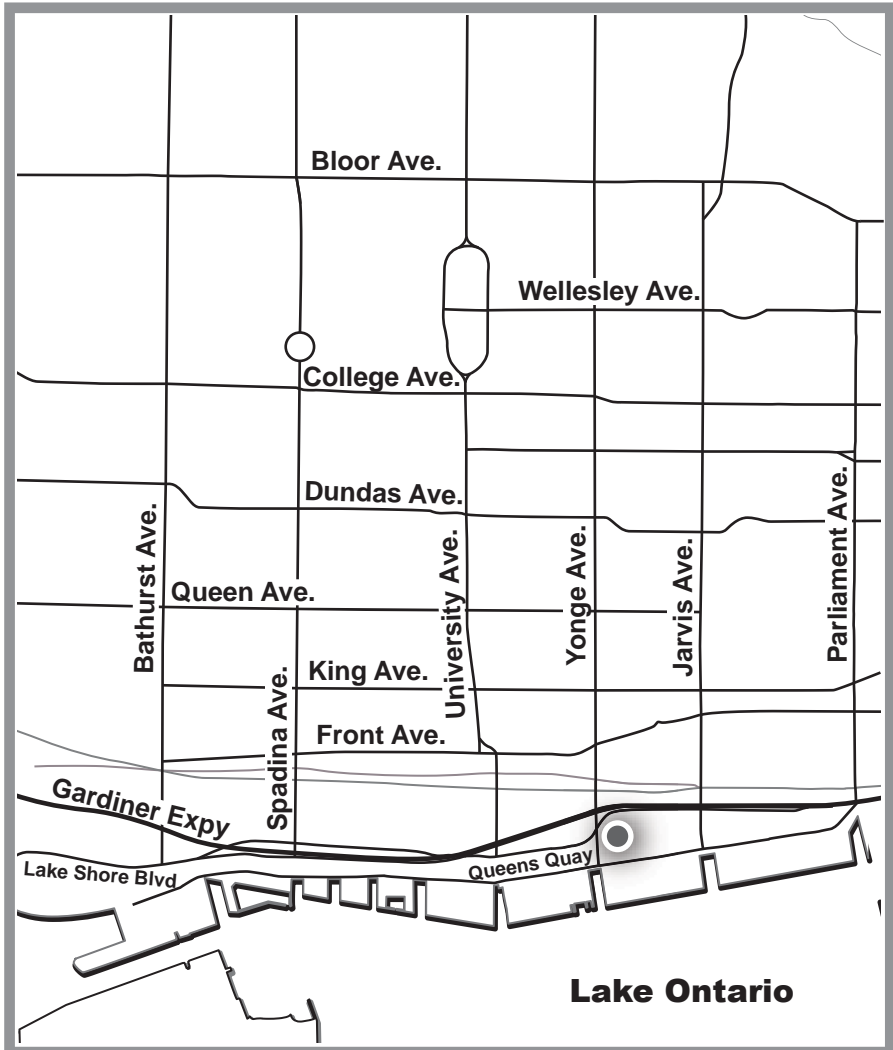 Bloor Ave.
Wellesley Ave.
College Ave.
Dundas Ave.
Bathurst Ave.
University Ave.
Yonge Ave.
Jarvis Ave.
Parliament Ave.
Queen Ave.
King Ave.
Spadina Ave.
Front Ave.
Gardiner Expy
Lake Shore Blvd
Queens Quay
Lake Ontario